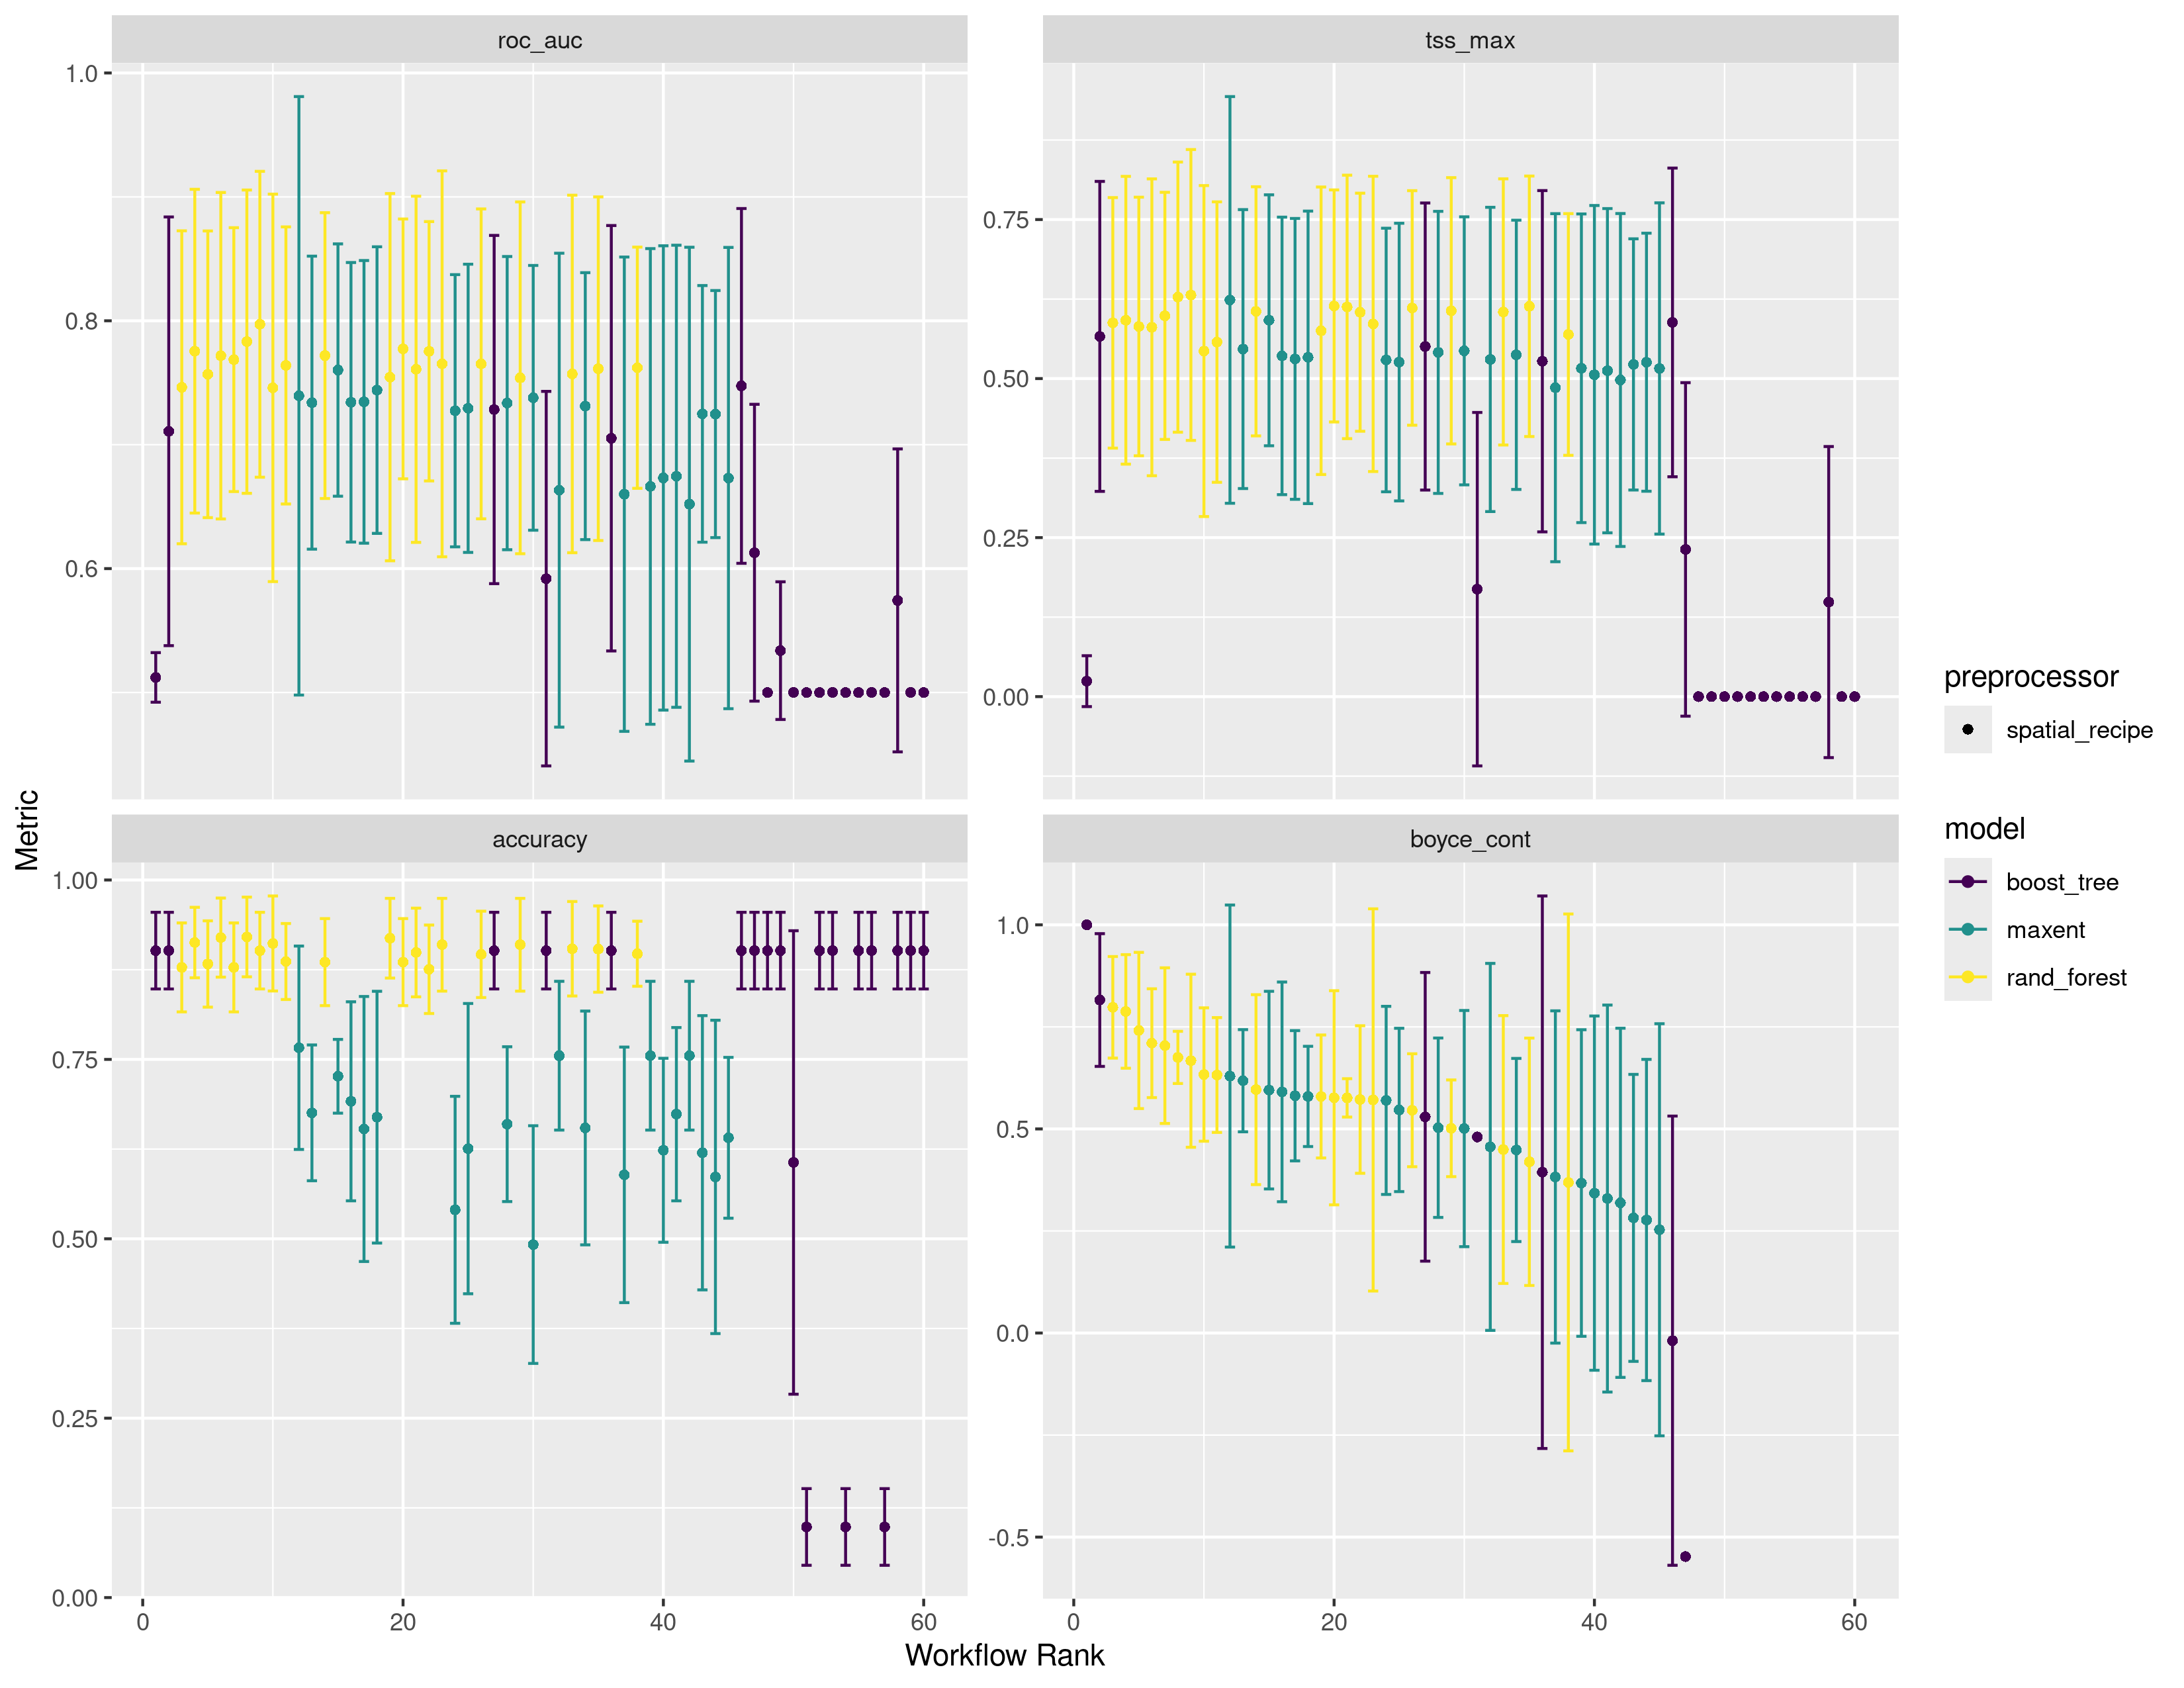 roc_auc
tss_max
1.0
0.8
0.6
0.75
0.50
0.25
0.00
Metric
accuracy
boyce_cont
1.00
0.75
0.50
0.25
0.00
1.0
0.5
0.0
-0.5
0 20 40 60
0 20 40 60
Workflow Rank
preprocessor
spatial_recipe
model
boost_tree
maxent
rand_forest